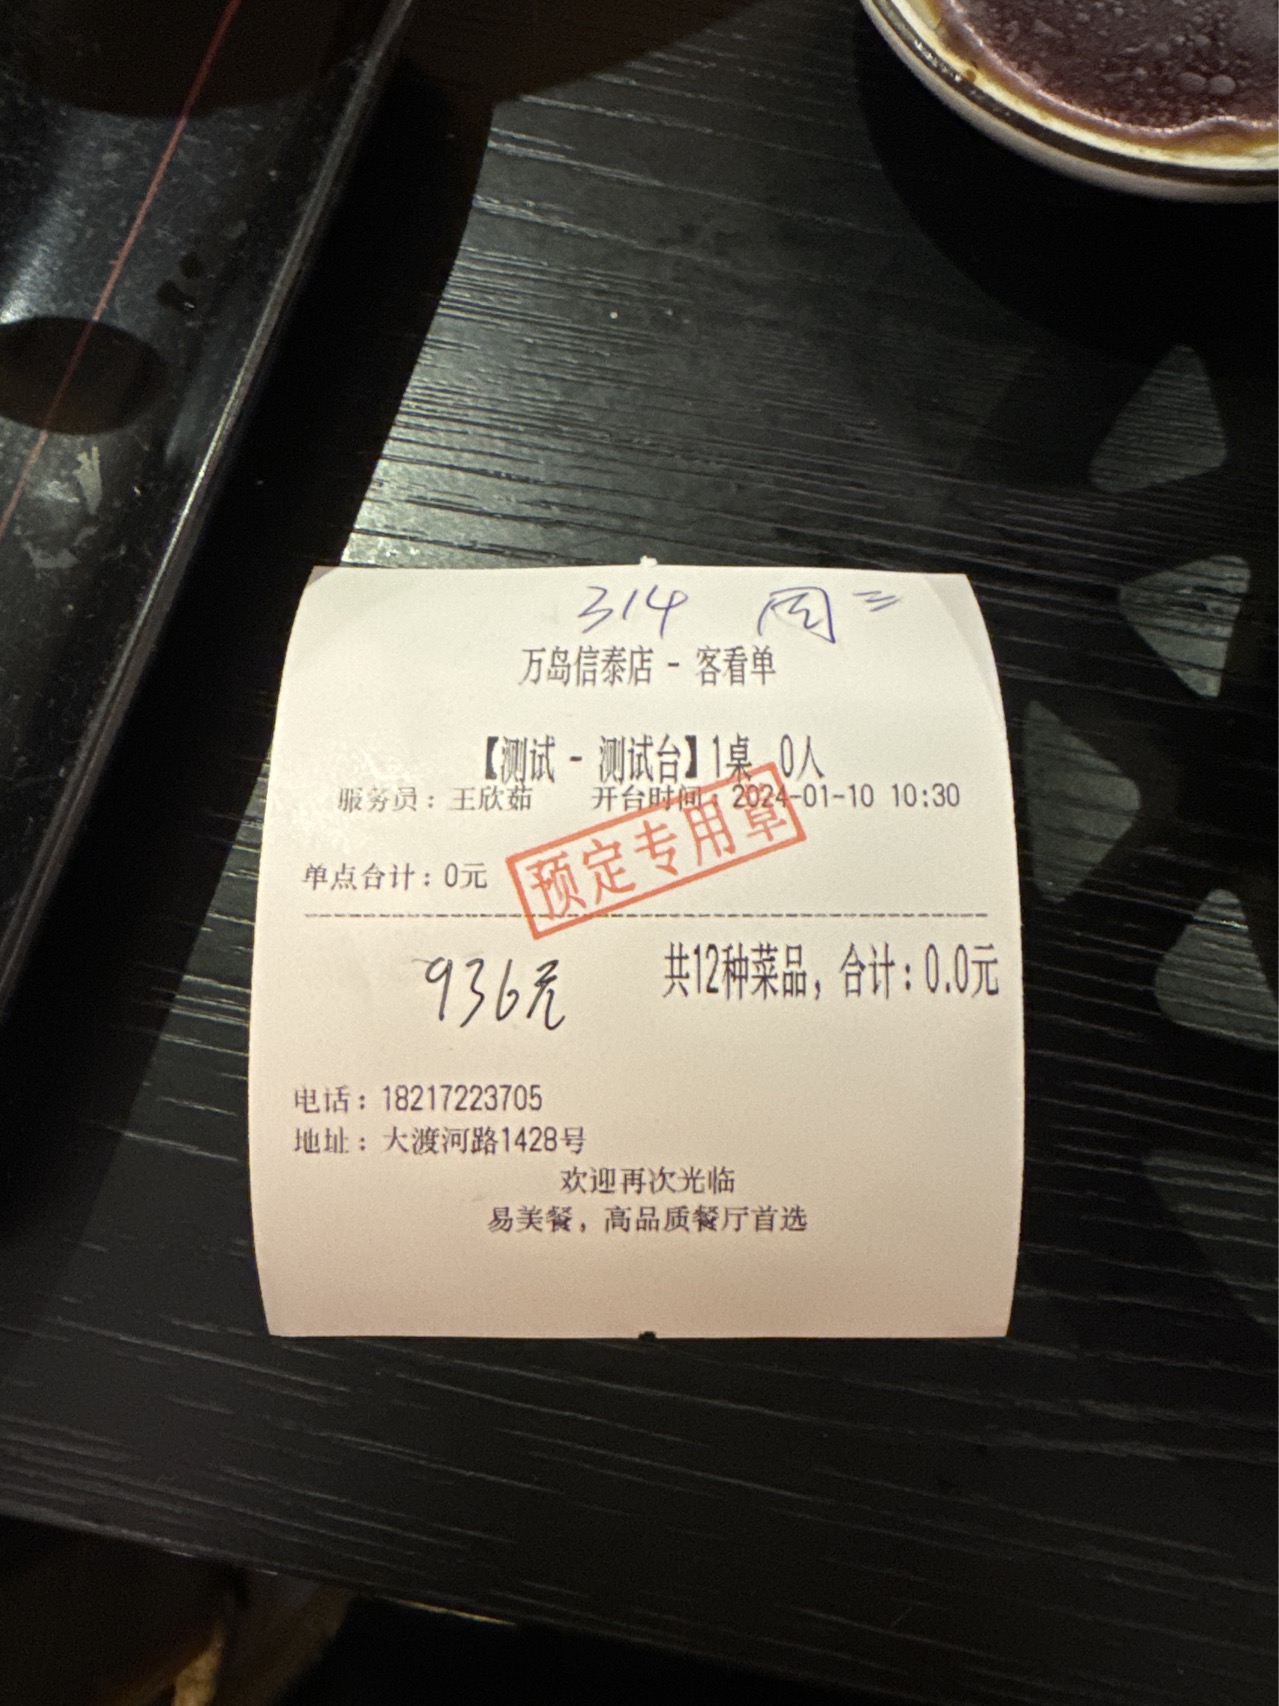 314 周三
万岛信泰店 - 客看单
【测试 - 测试台】1桌 0人
服务员：王欣茹 开台时间：2024-01-10 10:30
预定专用章
单点合计：0元
共12种菜品，合计：0.0元
936元
电话：18217223705
地址：大渡河路1428号
欢迎再次光临
易美餐，高品质餐厅首选